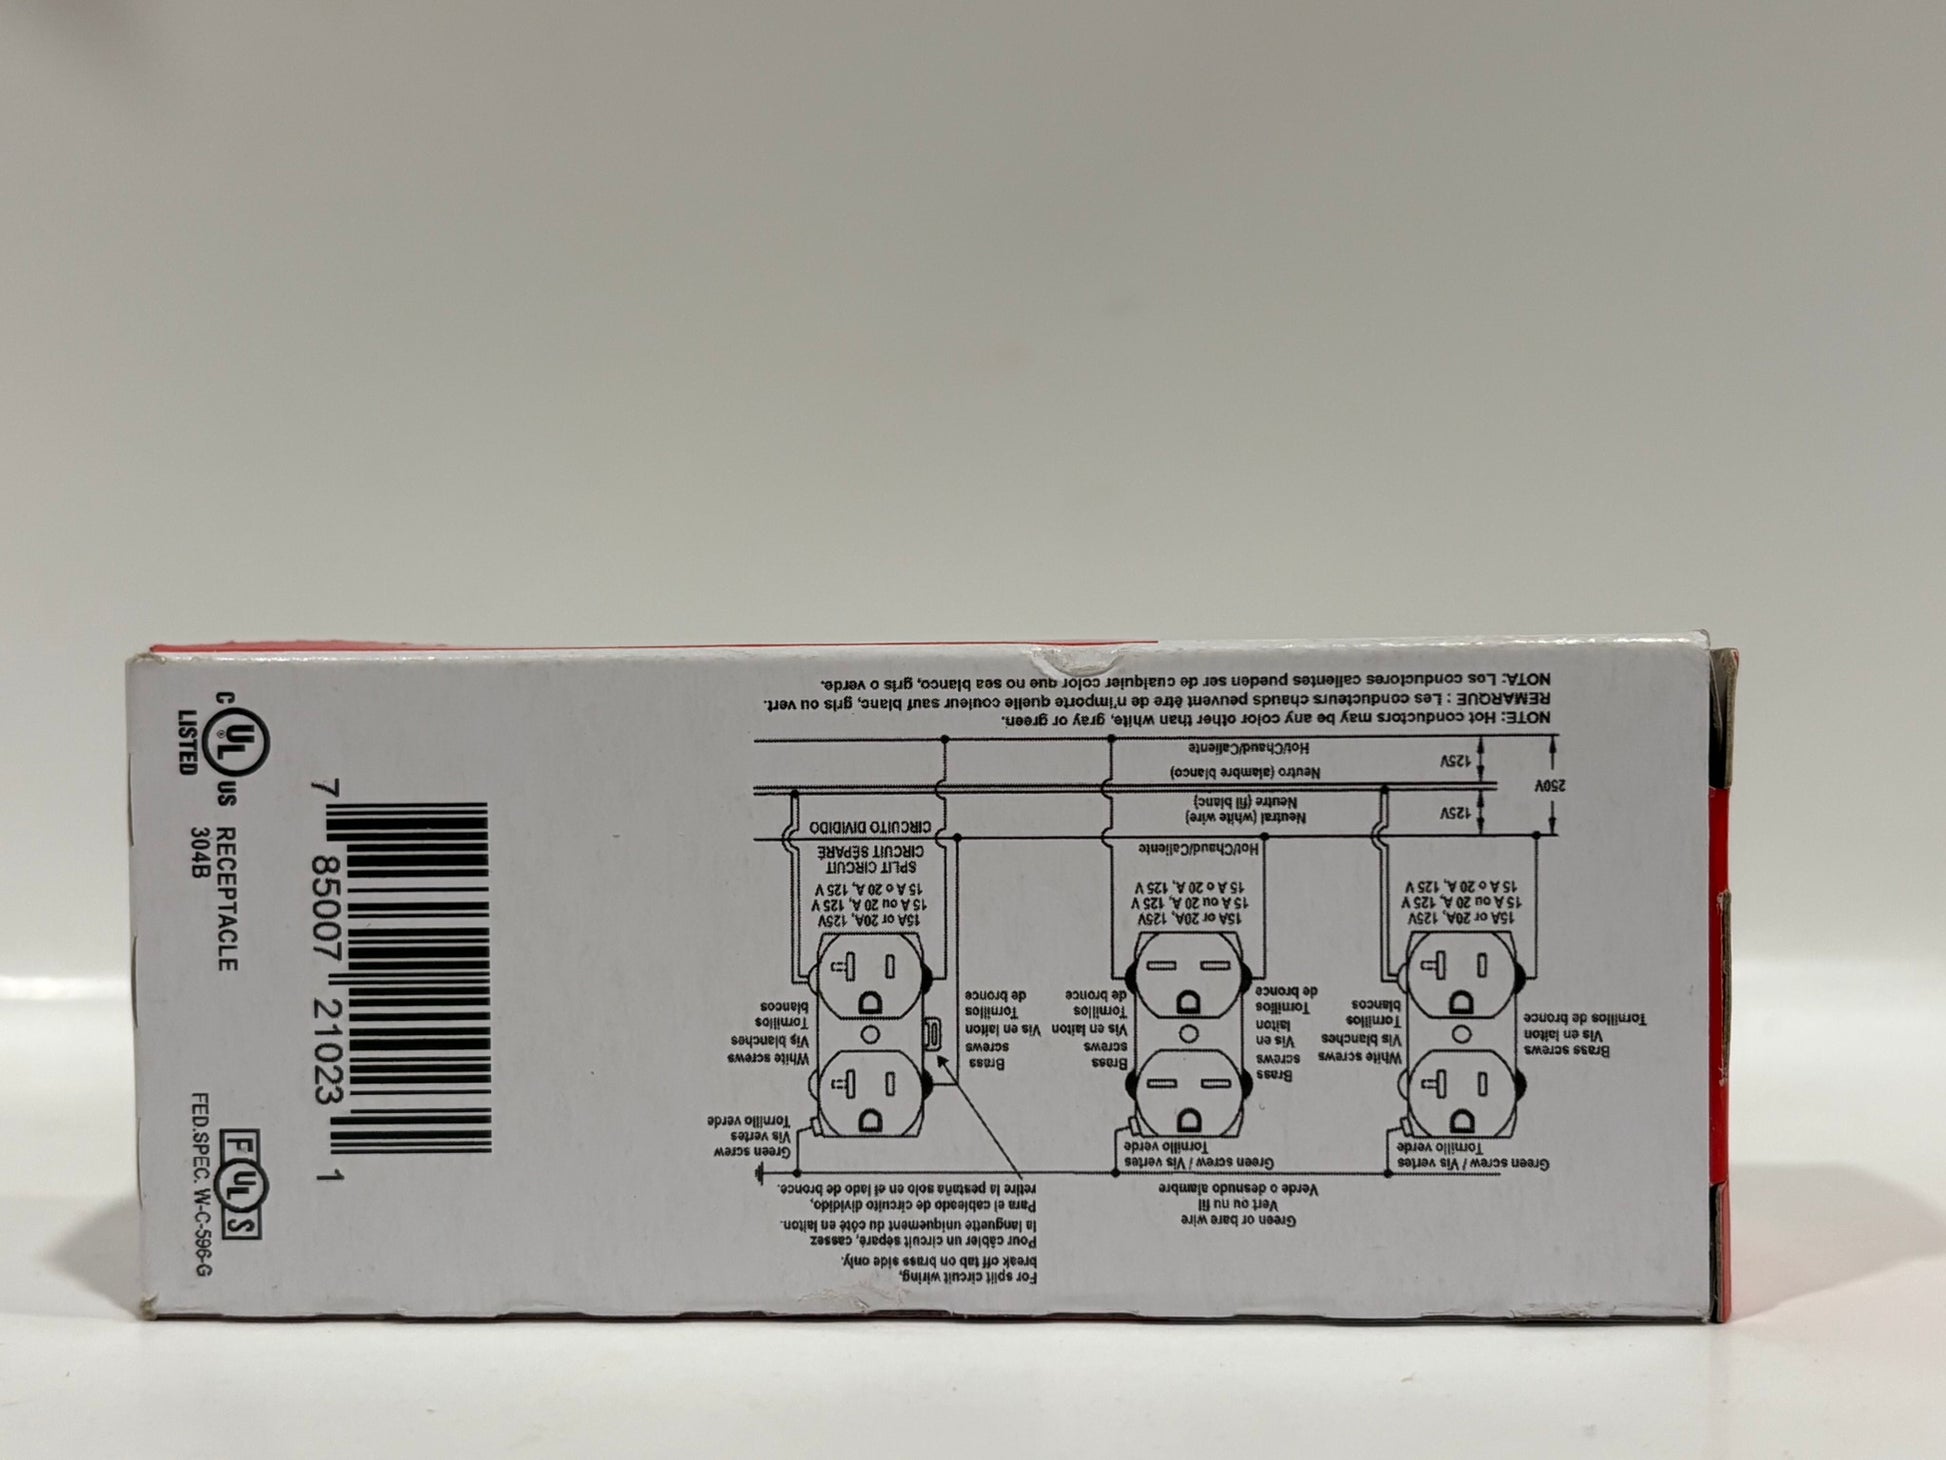 For split circuit wiring,
break off tab on brass side only.
Pour câbler un circuit séparé, cassez
la languette uniquement du côté en laiton.
Para el cableado de circuito dividido,
retire la pestaña solo en el lado de bronce.
Green or bare wire
Vert ou nu fil
Verde o desnudo alambre
Green screw / Vis vertes
Tornillo verde
Green screw / Vis vertes
Tornillo verde
Green screw
Vis vertes
Tornillo verde
Brass screws
Vis en laiton
Tornillos de bronce
White screws
Vis blanches
Tornillos
blancos
Brass
screws
Vis en
laiton
Tornillos
de bronce
Brass
screws
Vis en laiton
Tornillos
de bronce
Brass
screws
Vis en laiton
Tornillos
de bronce
White screws
Vis blanches
Tornillos
blancos
15A or 20A, 125V
15 A ou 20 A, 125 V
15 A o 20 A, 125 V
15A or 20A, 125V
15 A ou 20 A, 125 V
15 A o 20 A, 125 V
15A or 20A, 125V
15 A ou 20 A, 125 V
15 A o 20 A, 125 V
SPLIT CIRCUIT
CIRCUIT SÉPARÉ
CIRCUITO DIVIDIDO
Hot/Chaud/Caliente
Neutral (white wire)
Neutre (fil blanc)
Neutro (alambre blanco)
Hot/Chaud/Caliente
125V
125V
250V
NOTE: Hot conductors may be any color other than white, gray or green.
REMARQUE : Les conducteurs chauds peuvent être de n'importe quelle couleur sauf blanc, gris ou vert.
NOTA: Los conductores calientes pueden ser de cualquier color que no sea blanco, gris o verde.
7 85007 21023 1
C UL ® US
LISTED
RECEPTACLE
304B
F UL S
FED.SPEC. W-C-596-G